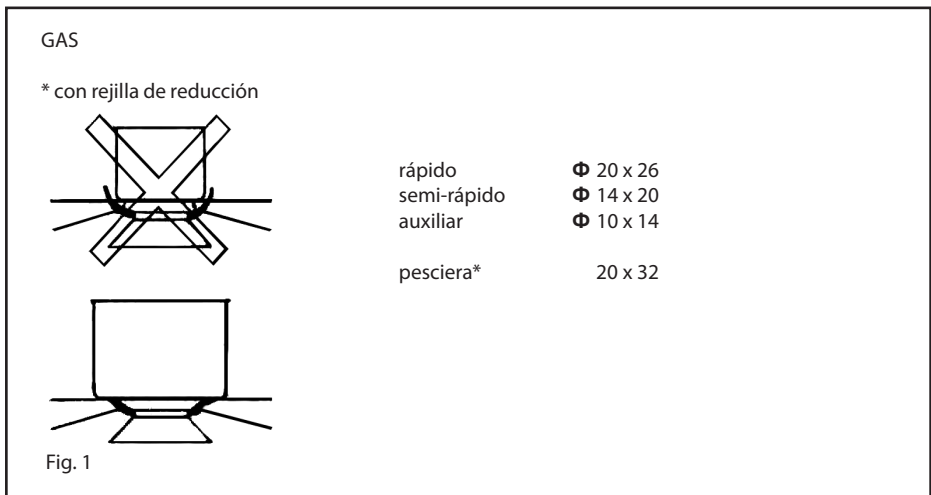 GAS
* con rejilla de reducción
rápido Φ 20 x 26
semi-rápido Φ 14 x 20
auxiliar Φ 10 x 14
pesciera* 20 x 32
Fig. 1